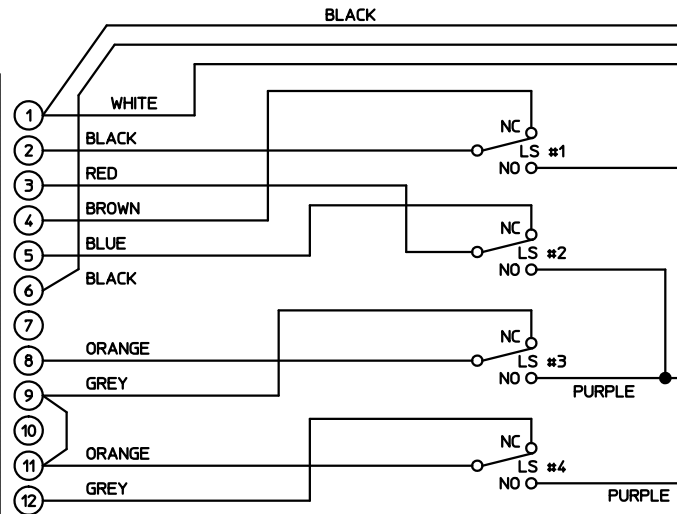 BLACK
1 WHITE
NC
2 BLACK
LS #1
3 RED
NO
4 BROWN
NC
5 BLUE
LS #2
6 BLACK
NO
7
NC
8 ORANGE
LS #3
9 GREY
NO
PURPLE
10
NC
11 ORANGE
LS #4
12 GREY
NO
PURPLE